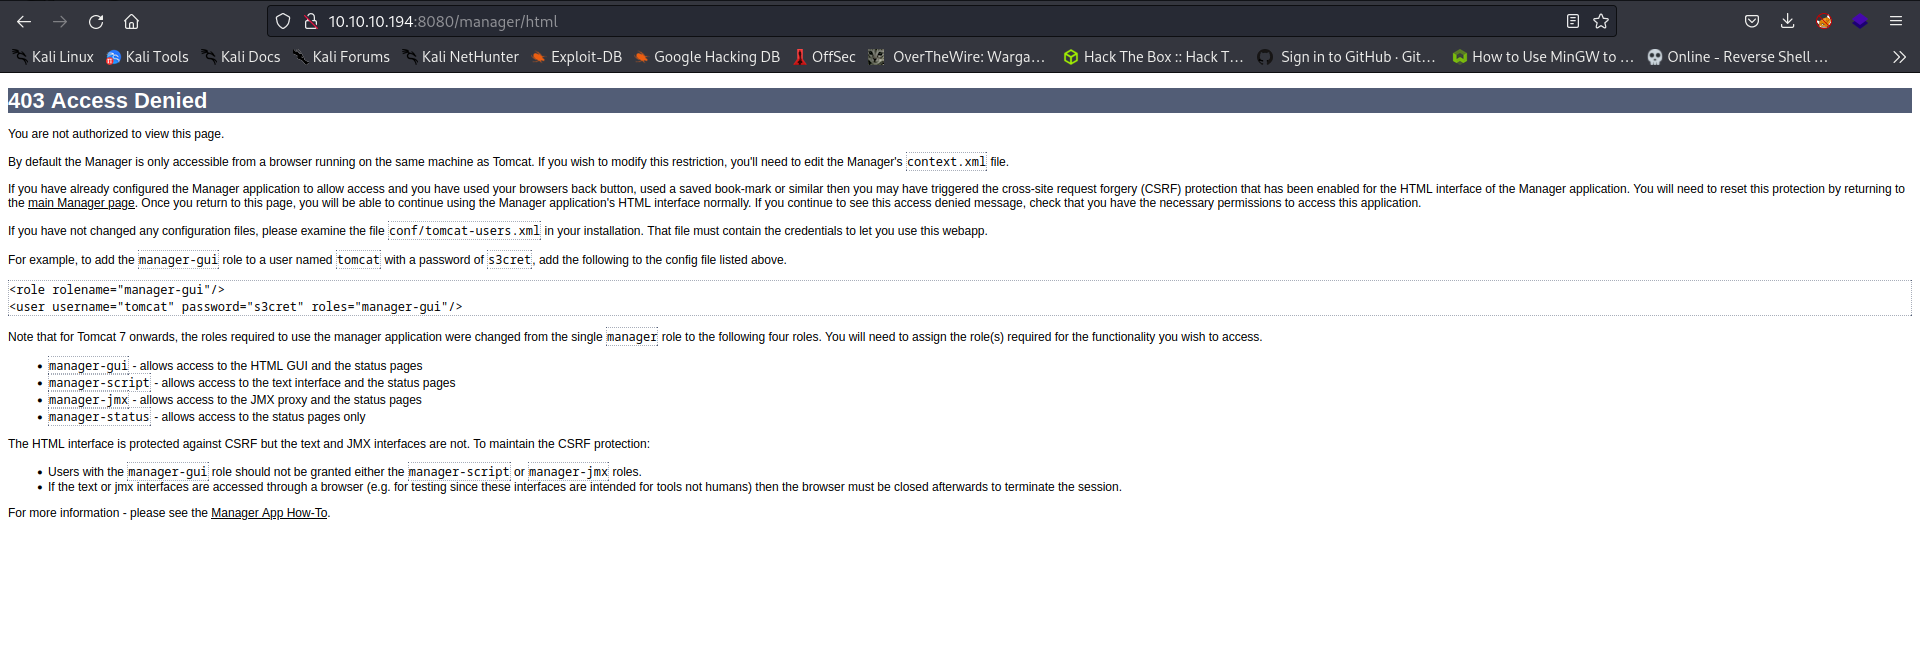 10.10.10.194:8080/manager/html
Kali Linux Kali Tools Kali Docs Kali Forums Kali NetHunter Exploit-DB Google Hacking DB OffSec OverTheWire: Warga… Hack The Box :: Hack T… Sign in to GitHub · Git… How to Use MinGW to … Online - Reverse Shell …
403 Access Denied
You are not authorized to view this page.
By default the Manager is only accessible from a browser running on the same machine as Tomcat. If you wish to modify this restriction, you'll need to edit the Manager's context.xml file.
If you have already configured the Manager application to allow access and you have used your browsers back button, used a saved book-mark or similar then you may have triggered the cross-site request forgery (CSRF) protection that has been enabled for the HTML interface of the Manager application. You will need to reset this protection by returning to
the main Manager page. Once you return to this page, you will be able to continue using the Manager application's HTML interface normally. If you continue to see this access denied message, check that you have the necessary permissions to access this application.
If you have not changed any configuration files, please examine the file conf/tomcat-users.xml in your installation. That file must contain the credentials to let you use this webapp.
For example, to add the manager-gui role to a user named tomcat with a password of s3cret, add the following to the config file listed above.
<role rolename="manager-gui"/>
<user username="tomcat" password="s3cret" roles="manager-gui"/>
Note that for Tomcat 7 onwards, the roles required to use the manager application were changed from the single manager role to the following four roles. You will need to assign the role(s) required for the functionality you wish to access.
• manager-gui - allows access to the HTML GUI and the status pages
• manager-script - allows access to the text interface and the status pages
• manager-jmx - allows access to the JMX proxy and the status pages
• manager-status - allows access to the status pages only
The HTML interface is protected against CSRF but the text and JMX interfaces are not. To maintain the CSRF protection:
• Users with the manager-gui role should not be granted either the manager-script or manager-jmx roles.
• If the text or jmx interfaces are accessed through a browser (e.g. for testing since these interfaces are intended for tools not humans) then the browser must be closed afterwards to terminate the session.
For more information - please see the Manager App How-To.